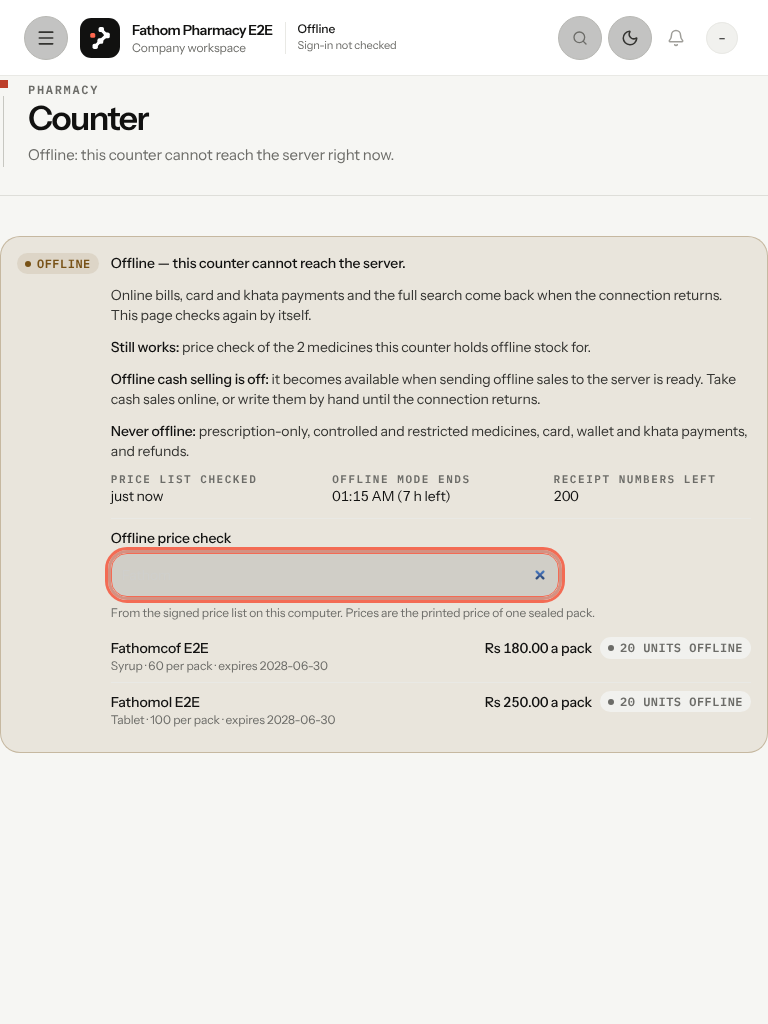 Fathom Pharmacy E2E
Company workspace
Offline
Sign-in not checked
–
PHARMACY
Counter
Offline: this counter cannot reach the server right now.
OFFLINE
Offline — this counter cannot reach the server.
Online bills, card and khata payments and the full search come back when the connection returns.
This page checks again by itself.
Still works: price check of the 2 medicines this counter holds offline stock for.
Offline cash selling is off: it becomes available when sending offline sales to the server is ready. Take
cash sales online, or write them by hand until the connection returns.
Never offline: prescription-only, controlled and restricted medicines, card, wallet and khata payments,
and refunds.
PRICE LIST CHECKED
just now
OFFLINE MODE ENDS
01:15 AM (7 h left)
RECEIPT NUMBERS LEFT
200
Offline price check
From the signed price list on this computer. Prices are the printed price of one sealed pack.
Fathomcof E2E
Syrup · 60 per pack · expires 2028-06-30
Rs 180.00 a pack
20 UNITS OFFLINE
Fathomol E2E
Tablet · 100 per pack · expires 2028-06-30
Rs 250.00 a pack
20 UNITS OFFLINE